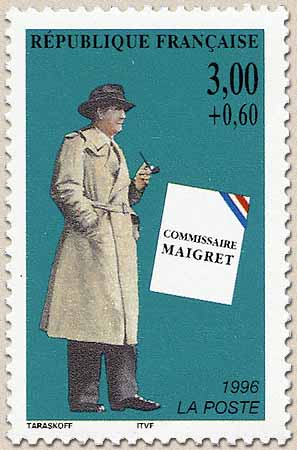 RÉPUBLIQUE FRANÇAISE
3,00
+0,60
COMMISSAIRE
MAIGRET
1996
LA POSTE
TARASKOFF ITVF